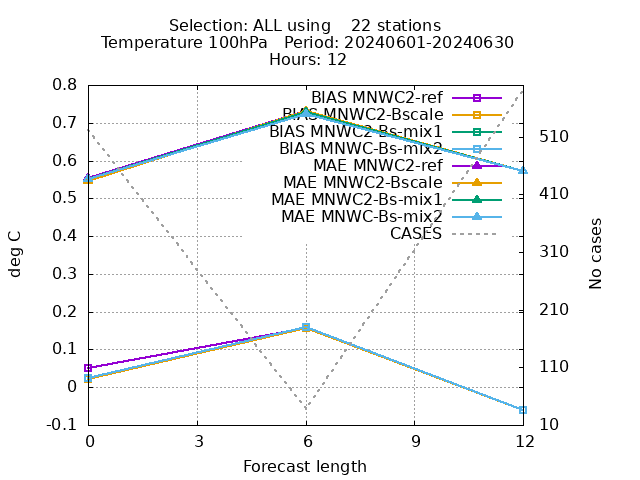 Selection: ALL using    22 stations
Temperature 100hPa   Period: 20240601-20240630
Hours: 12
0.8
0.7
0.6
0.5
0.4
0.3
0.2
0.1
0
-0.1
deg C
BIAS MNWC2-ref
BIAS MNWC2-Bscale
BIAS MNWC2-Bs-mix1
BIAS MNWC-Bs-mix2
MAE MNWC2-ref
MAE MNWC2-Bscale
MAE MNWC2-Bs-mix1
MAE MNWC-Bs-mix2
CASES
510
410
310
210
110
10
No cases
0 3 6 9 12
Forecast length